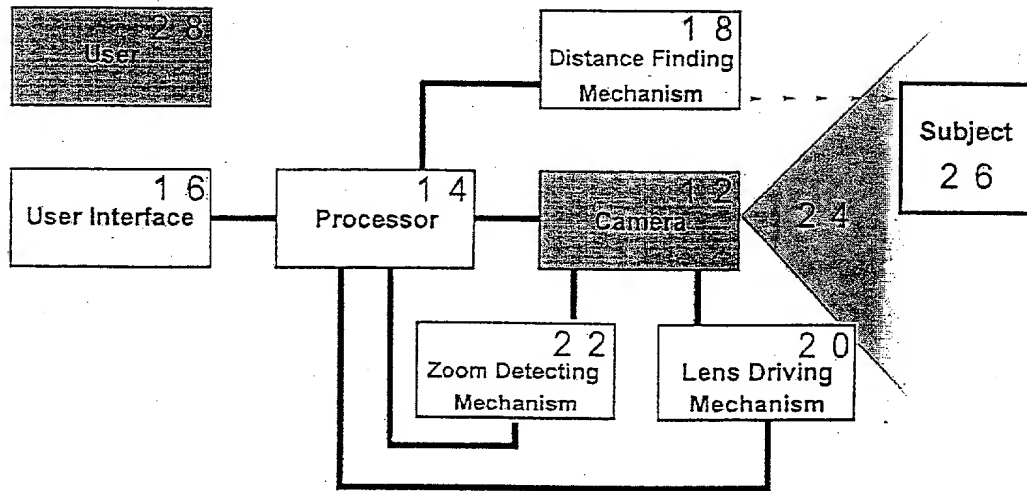 2 8
User
1 8
Distance Finding
Mechanism
Subject
2 6
1 6
User Interface
1 4
Processor
1 2
Camera
2 4
2 2
Zoom Detecting
Mechanism
2 0
Lens Driving
Mechanism